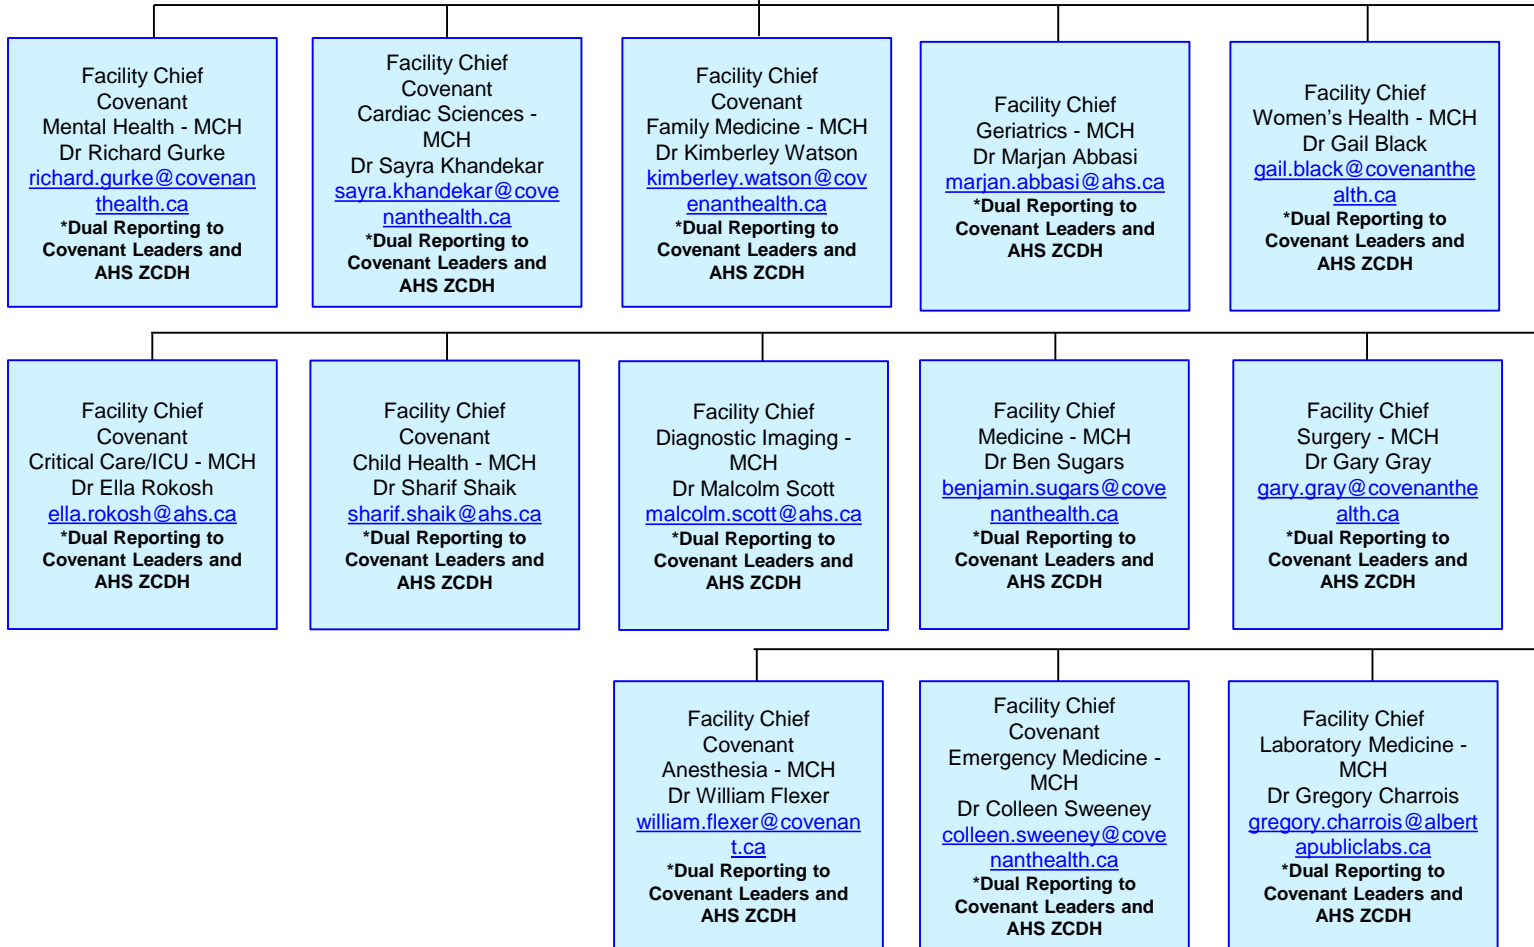 Facility Chief
Covenant
Mental Health - MCH
Dr Richard Gurke
richard.gurke@covenan
thealth.ca
*Dual Reporting to
Covenant Leaders and
AHS ZCDH
Facility Chief
Covenant
Cardiac Sciences -
MCH
Dr Sayra Khandekar
sayra.khandekar@cove
nanthealth.ca
*Dual Reporting to
Covenant Leaders and
AHS ZCDH
Facility Chief
Covenant
Family Medicine - MCH
Dr Kimberley Watson
kimberley.watson@cov
enanthealth.ca
*Dual Reporting to
Covenant Leaders and
AHS ZCDH
Facility Chief
Geriatrics - MCH
Dr Marjan Abbasi
marjan.abbasi@ahs.ca
*Dual Reporting to
Covenant Leaders and
AHS ZCDH
Facility Chief
Women's Health - MCH
Dr Gail Black
gail.black@covenanthe
alth.ca
*Dual Reporting to
Covenant Leaders and
AHS ZCDH
Facility Chief
Covenant
Critical Care/ICU - MCH
Dr Ella Rokosh
ella.rokosh@ahs.ca
*Dual Reporting to
Covenant Leaders and
AHS ZCDH
Facility Chief
Covenant
Child Health - MCH
Dr Sharif Shaik
sharif.shaik@ahs.ca
*Dual Reporting to
Covenant Leaders and
AHS ZCDH
Facility Chief
Diagnostic Imaging -
MCH
Dr Malcolm Scott
malcolm.scott@ahs.ca
*Dual Reporting to
Covenant Leaders and
AHS ZCDH
Facility Chief
Medicine - MCH
Dr Ben Sugars
benjamin.sugars@cove
nanthealth.ca
*Dual Reporting to
Covenant Leaders and
AHS ZCDH
Facility Chief
Surgery - MCH
Dr Gary Gray
gary.gray@covenanthe
alth.ca
*Dual Reporting to
Covenant Leaders and
AHS ZCDH
Facility Chief
Covenant
Anesthesia - MCH
Dr William Flexer
william.flexer@covenan
t.ca
*Dual Reporting to
Covenant Leaders and
AHS ZCDH
Facility Chief
Covenant
Emergency Medicine -
MCH
Dr Colleen Sweeney
colleen.sweeney@cove
nanthealth.ca
*Dual Reporting to
Covenant Leaders and
AHS ZCDH
Facility Chief
Laboratory Medicine -
MCH
Dr Gregory Charrois
gregory.charrois@albert
apubliclabs.ca
*Dual Reporting to
Covenant Leaders and
AHS ZCDH